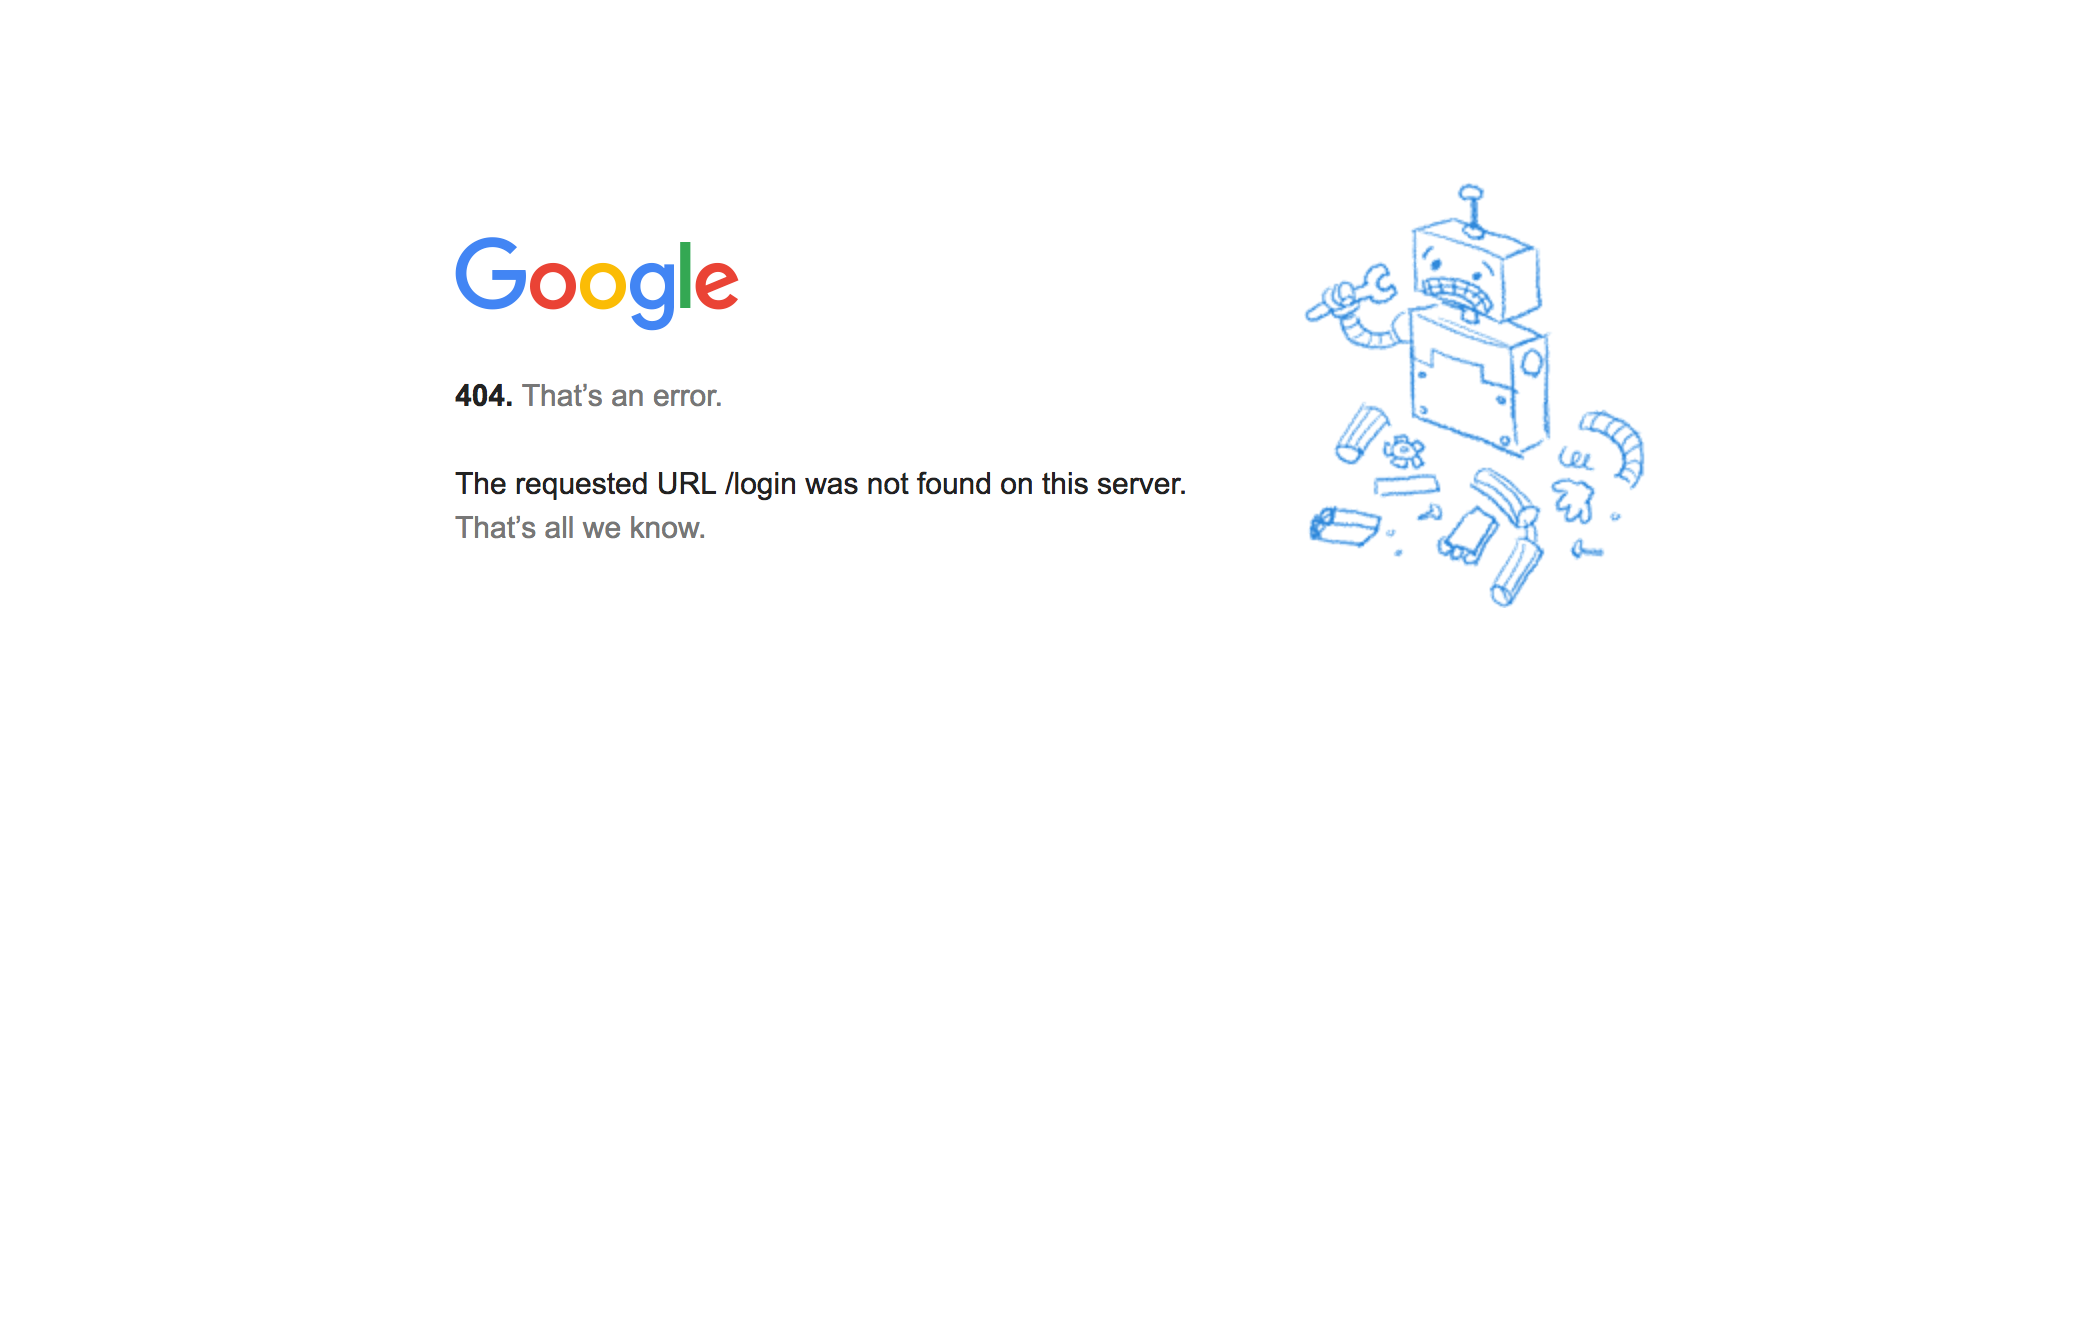 Google
404. That’s an error.
The requested URL /login was not found on this server.
That’s all we know.